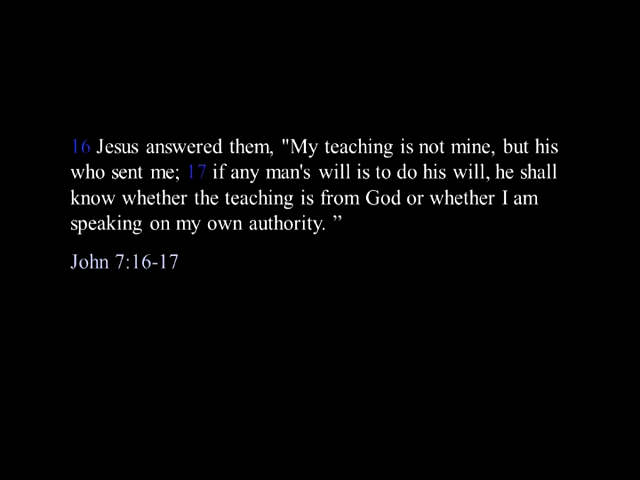 16 Jesus answered them, "My teaching is not mine, but his
who sent me; 17 if any man's will is to do his will, he shall
know whether the teaching is from God or whether I am
speaking on my own authority. ”
John 7:16-17